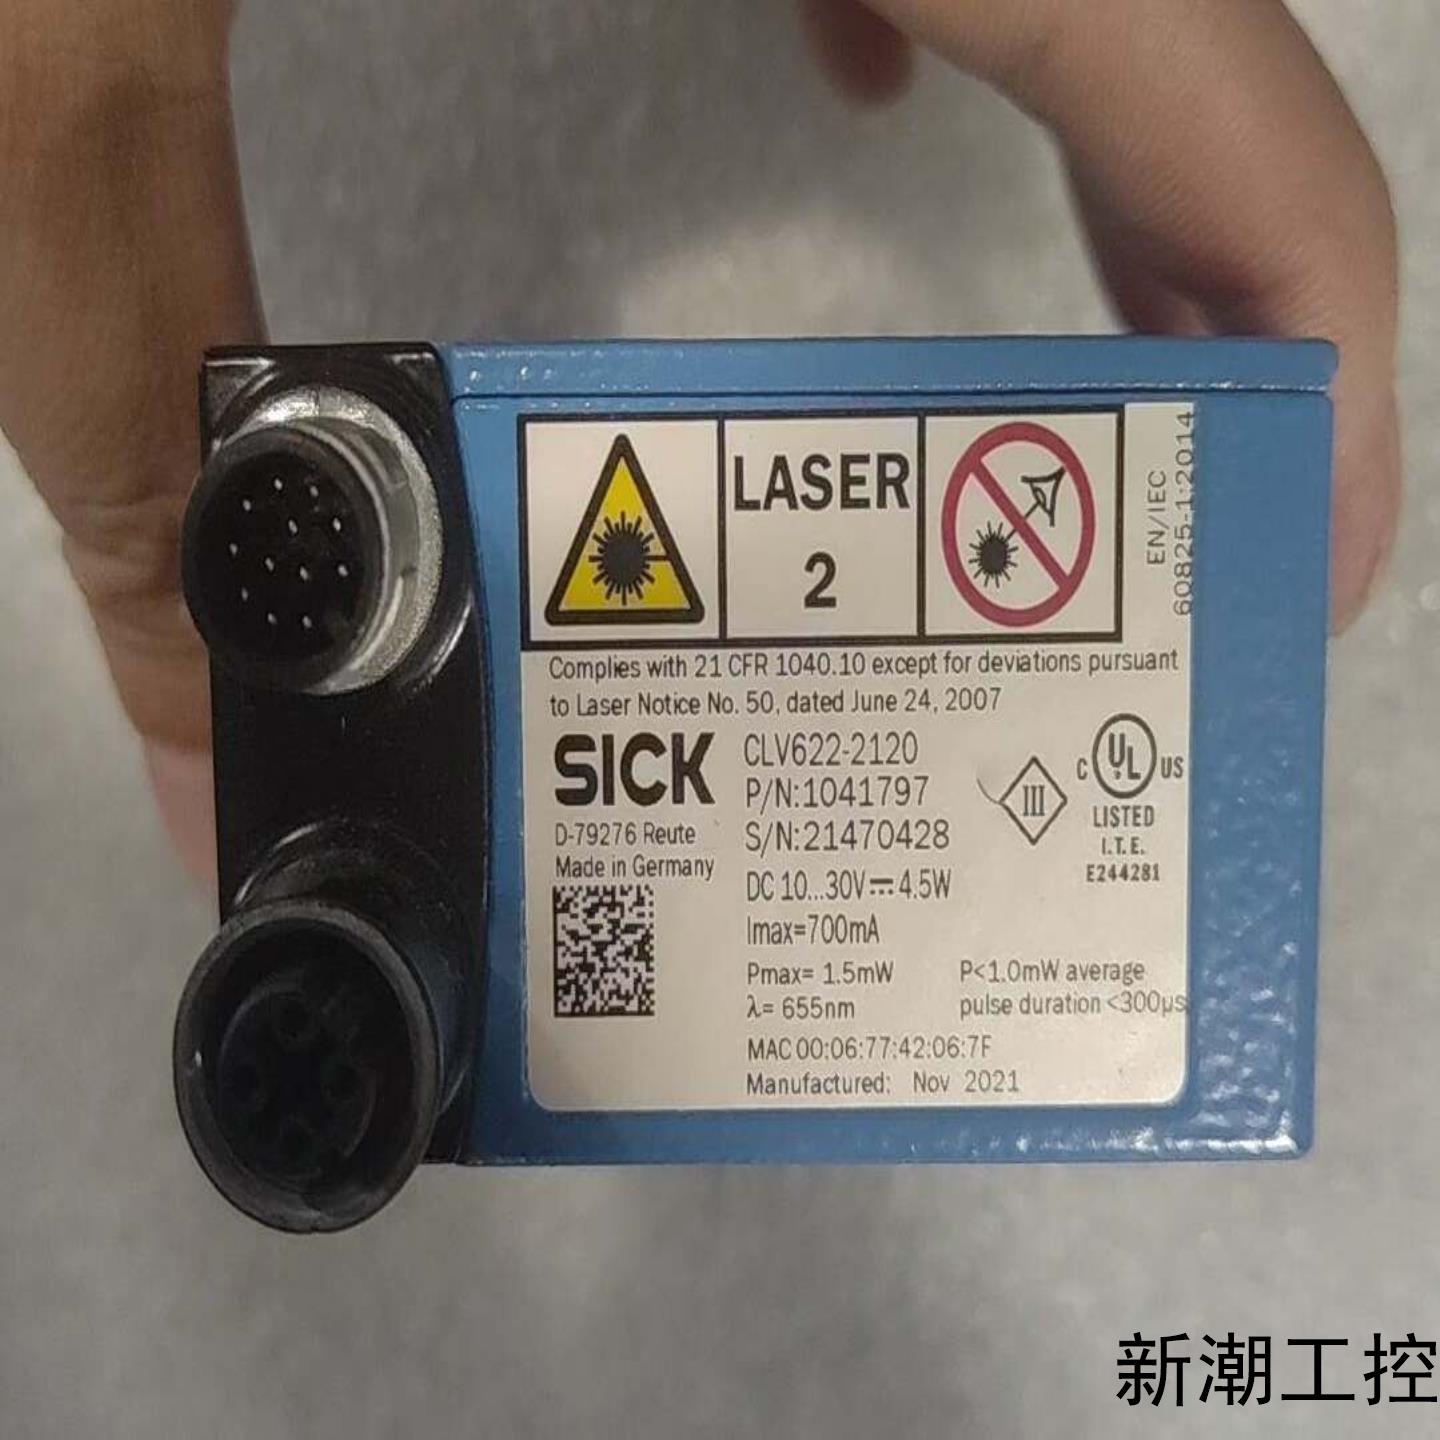 LASER
2
EN/IEC
60825-1:2014
Complies with 21 CFR 1040.10 except for deviations pursuant
to Laser Notice No. 50, dated June 24, 2007
SICK
D-79276 Reute
Made in Germany
CLV622-2120
P/N:1041797
S/N:21470428
DC 10...30V⎓4.5W
Imax=700mA
Pmax= 1.5mW
λ= 655nm
P<1.0mW average
pulse duration <300µs
MAC 00:06:77:42:06:7F
Manufactured: Nov 2021
III
C UL US
LISTED
I.T.E.
E244281
新潮工控